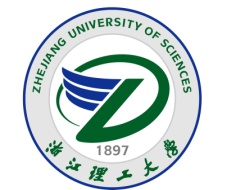 ZHEJIANG UNIVERSITY OF SCIENCES
1897
浙江理工大学